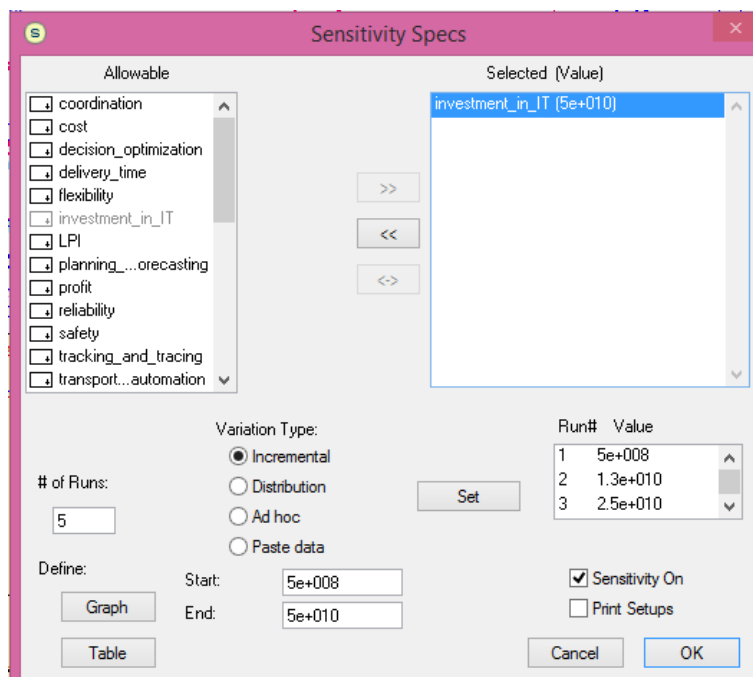 Sensitivity Specs
Allowable
Selected (Value)
coordination
cost
decision_optimization
delivery_time
flexibility
investment_in_IT
LPI
planning_...orecasting
profit
reliability
safety
tracking_and_tracing
transport...automation
>>
<<
<->
investment_in_IT (5e+010)
# of Runs:
5
Variation Type:
Incremental
Distribution
Ad hoc
Paste data
Set
Run# Value
1 5e+008
2 1.3e+010
3 2.5e+010
Define:
Graph
Table
Start: 5e+008
End: 5e+010
Sensitivity On
Print Setups
Cancel
OK